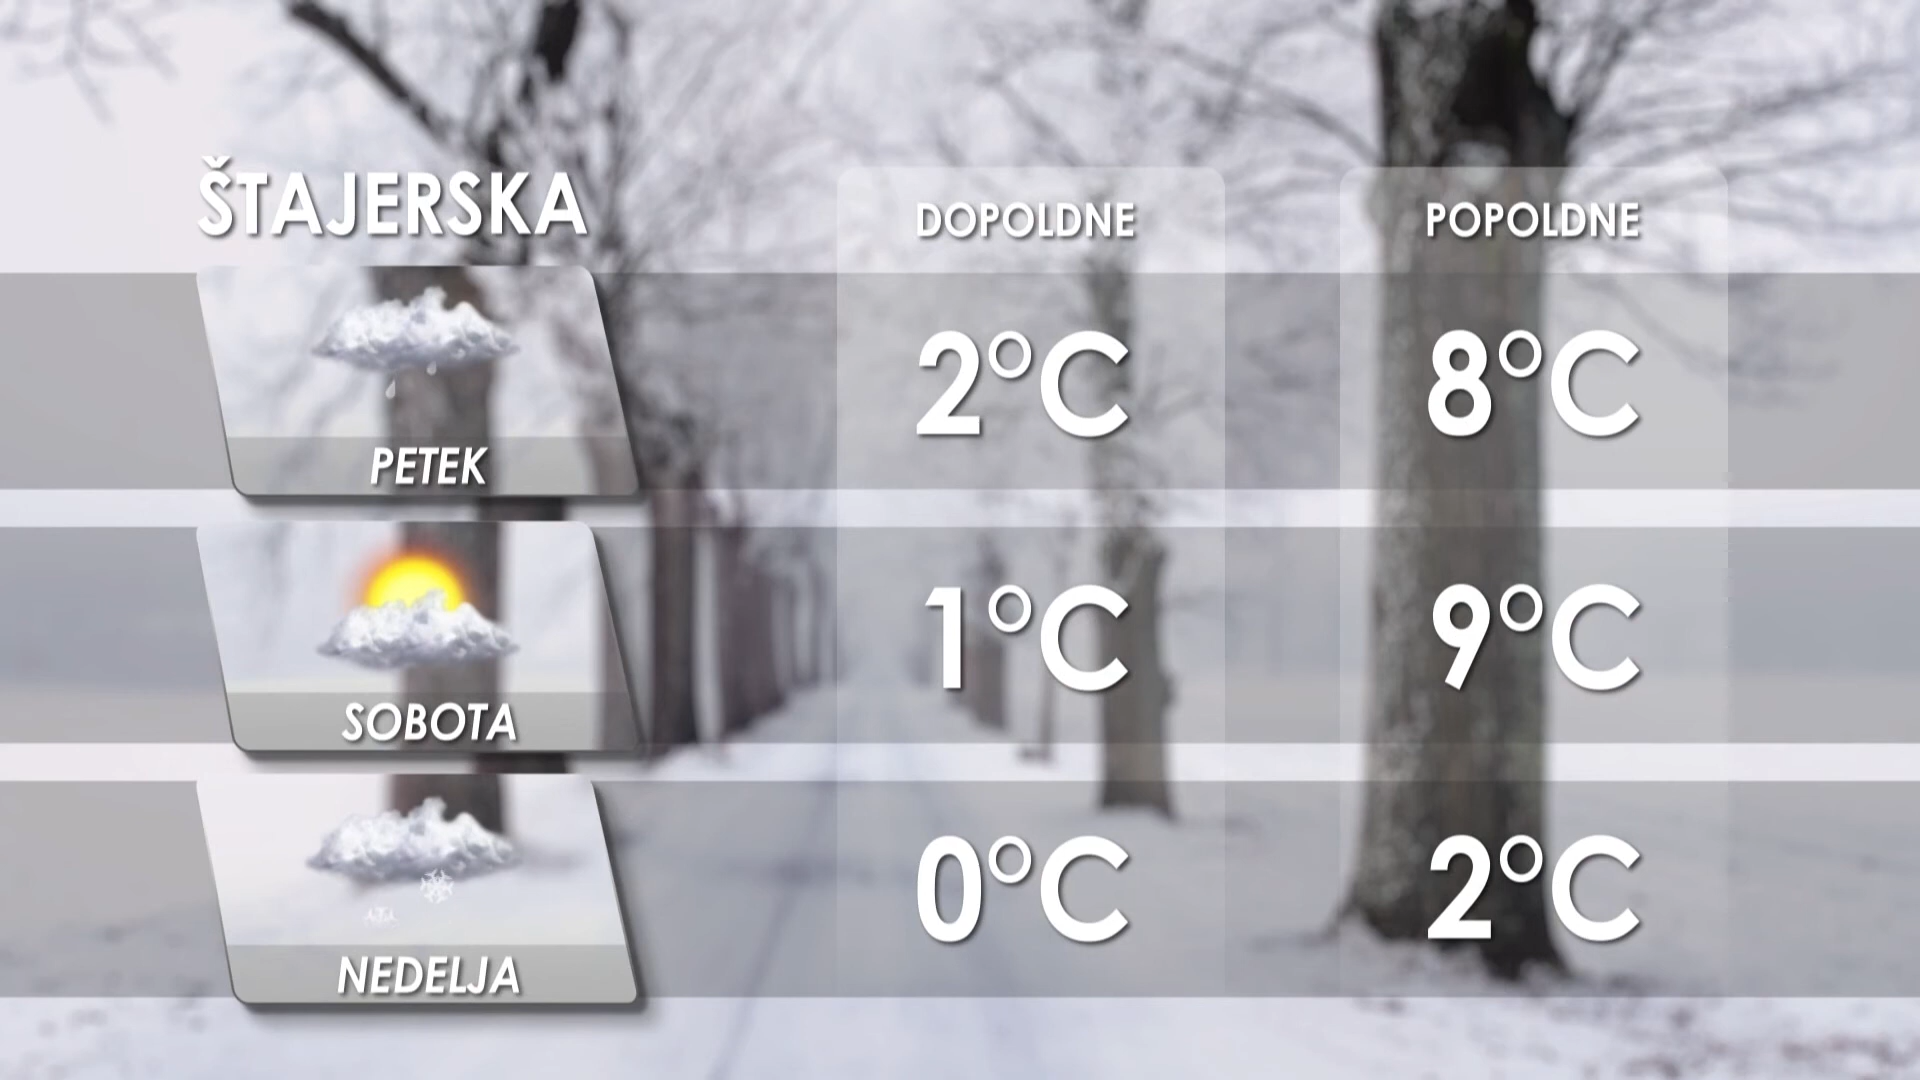 ŠTAJERSKA
DOPOLDNE
POPOLDNE
PETEK
2°C
8°C
SOBOTA
1°C
9°C
NEDELJA
0°C
2°C